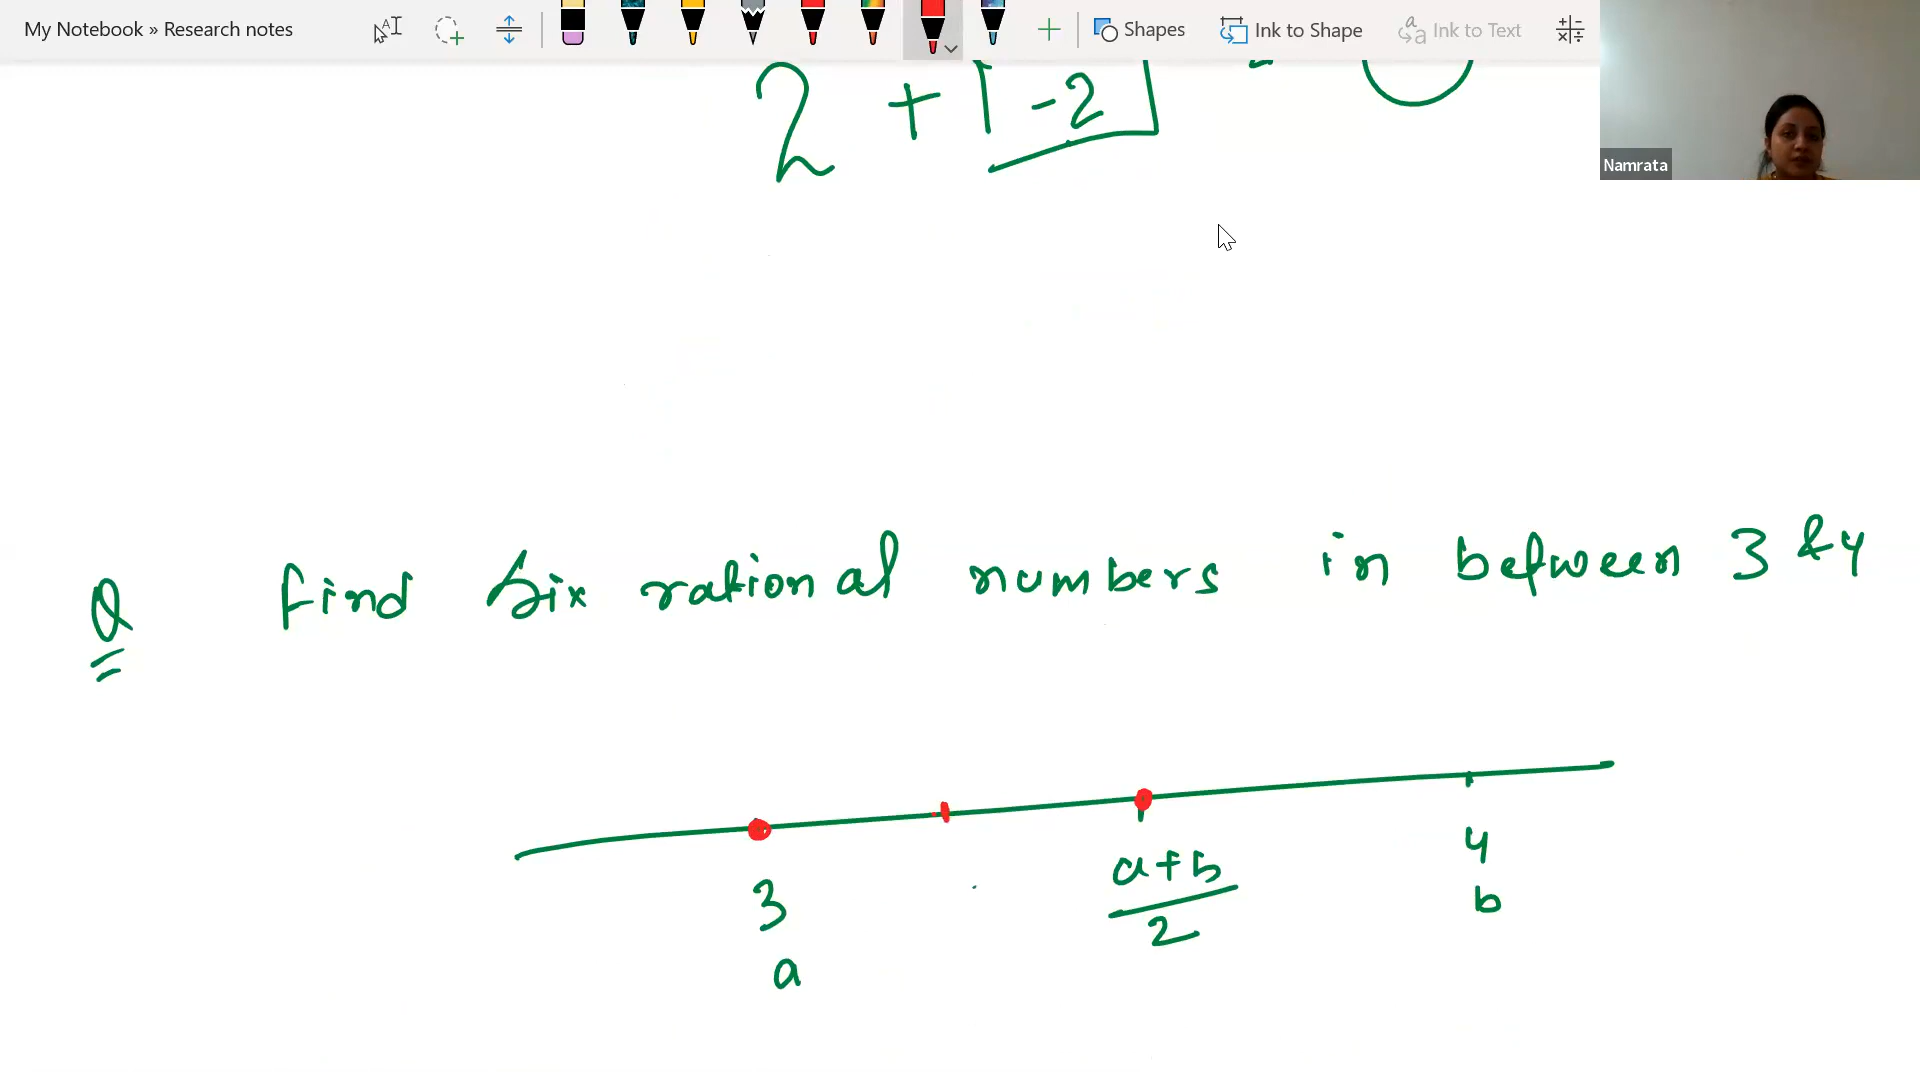 My Notebook » Research notes
Shapes
Ink to Shape
Ink to Text
Namrata
2 + -2
Q find six rational numbers in between 3 & 4
3
a
a+b
2
4
b